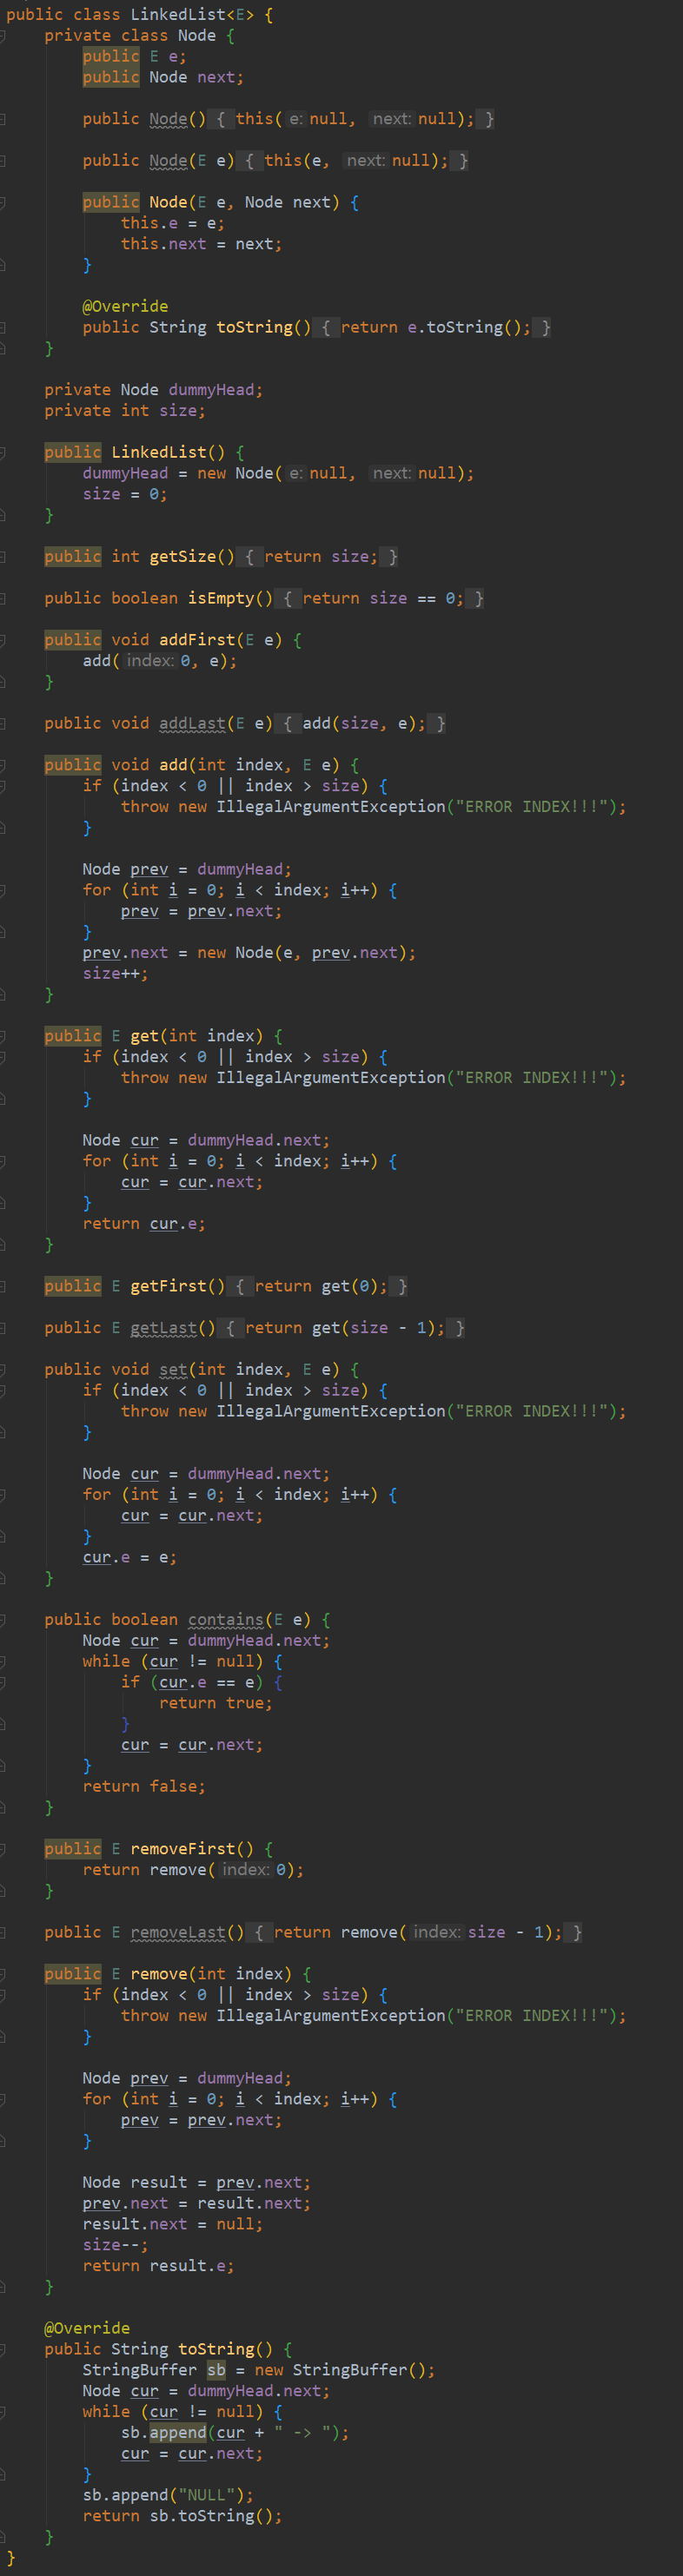 public class LinkedList<E> {
    private class Node {
        public E e;
        public Node next;

        public Node() { this( e: null,  next: null); }

        public Node(E e) { this(e,  next: null); }

        public Node(E e, Node next) {
            this.e = e;
            this.next = next;
        }

        @Override
        public String toString() { return e.toString(); }
    }

    private Node dummyHead;
    private int size;

    public LinkedList() {
        dummyHead = new Node( e: null,  next: null);
        size = 0;
    }

    public int getSize() { return size; }

    public boolean isEmpty() { return size == 0; }

    public void addFirst(E e) {
        add( index: 0, e);
    }

    public void addLast(E e) { add(size, e); }

    public void add(int index, E e) {
        if (index < 0 || index > size) {
            throw new IllegalArgumentException("ERROR INDEX!!!");
        }

        Node prev = dummyHead;
        for (int i = 0; i < index; i++) {
            prev = prev.next;
        }
        prev.next = new Node(e, prev.next);
        size++;
    }

    public E get(int index) {
        if (index < 0 || index > size) {
            throw new IllegalArgumentException("ERROR INDEX!!!");
        }

        Node cur = dummyHead.next;
        for (int i = 0; i < index; i++) {
            cur = cur.next;
        }
        return cur.e;
    }

    public E getFirst() { return get(0); }

    public E getLast() { return get(size - 1); }

    public void set(int index, E e) {
        if (index < 0 || index > size) {
            throw new IllegalArgumentException("ERROR INDEX!!!");
        }

        Node cur = dummyHead.next;
        for (int i = 0; i < index; i++) {
            cur = cur.next;
        }
        cur.e = e;
    }

    public boolean contains(E e) {
        Node cur = dummyHead.next;
        while (cur != null) {
            if (cur.e == e) {
                return true;
            }
            cur = cur.next;
        }
        return false;
    }

    public E removeFirst() {
        return remove( index: 0);
    }

    public E removeLast() { return remove( index: size - 1); }

    public E remove(int index) {
        if (index < 0 || index > size) {
            throw new IllegalArgumentException("ERROR INDEX!!!");
        }

        Node prev = dummyHead;
        for (int i = 0; i < index; i++) {
            prev = prev.next;
        }

        Node result = prev.next;
        prev.next = result.next;
        result.next = null;
        size--;
        return result.e;
    }

    @Override
    public String toString() {
        StringBuffer sb = new StringBuffer();
        Node cur = dummyHead.next;
        while (cur != null) {
            sb.append(cur + " -> ");
            cur = cur.next;
        }
        sb.append("NULL");
        return sb.toString();
    }
}